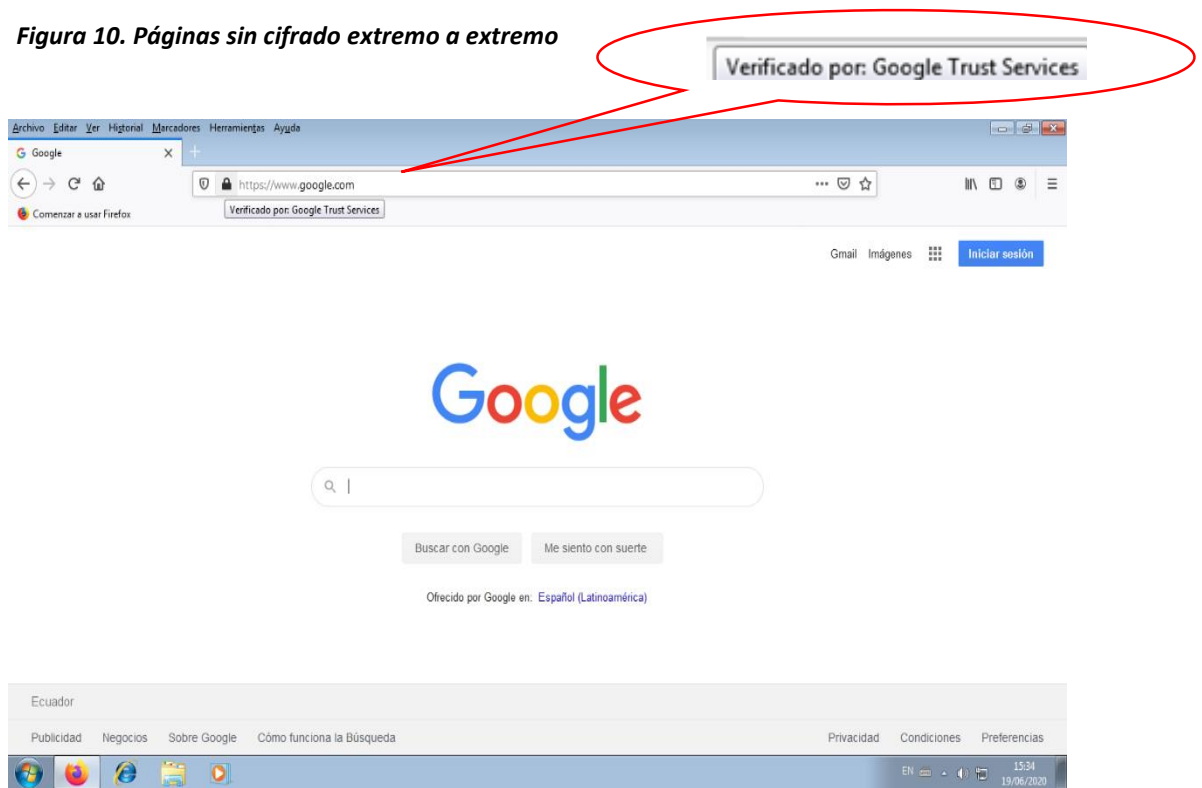 Figura 10. Páginas sin cifrado extremo a extremo
Verificado por: Google Trust Services
Archivo Editar Ver Historial Marcadores Herramientas Ayuda
Google
https://www.google.com
Comenzar a usar Firefox
Verificado por: Google Trust Services
Gmail Imágenes Iniciar sesión
Google
Buscar con Google Me siento con suerte
Ofrecido por Google en: Español (Latinoamérica)
Ecuador
Publicidad Negocios Sobre Google Cómo funciona la Búsqueda Privacidad Condiciones Preferencias
EN 15:34
19/06/2020